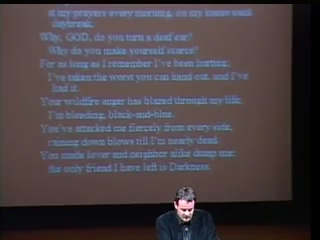 at my prayers every morning, on my knees each
daybreak.
Why, GOD, do you turn a deaf ear?
Why do you make yourself scarce?
For as long as I remember I've been hurting;
I've taken the worst you can hand out, and I've
had it.
Your wildfire anger has blazed through my life;
I'm bleeding, black-and-blue.
You've attacked me fiercely from every side,
raining down blows till I'm nearly dead.
You made lover and neighbor alike dump me;
the only friend I have left is Darkness.